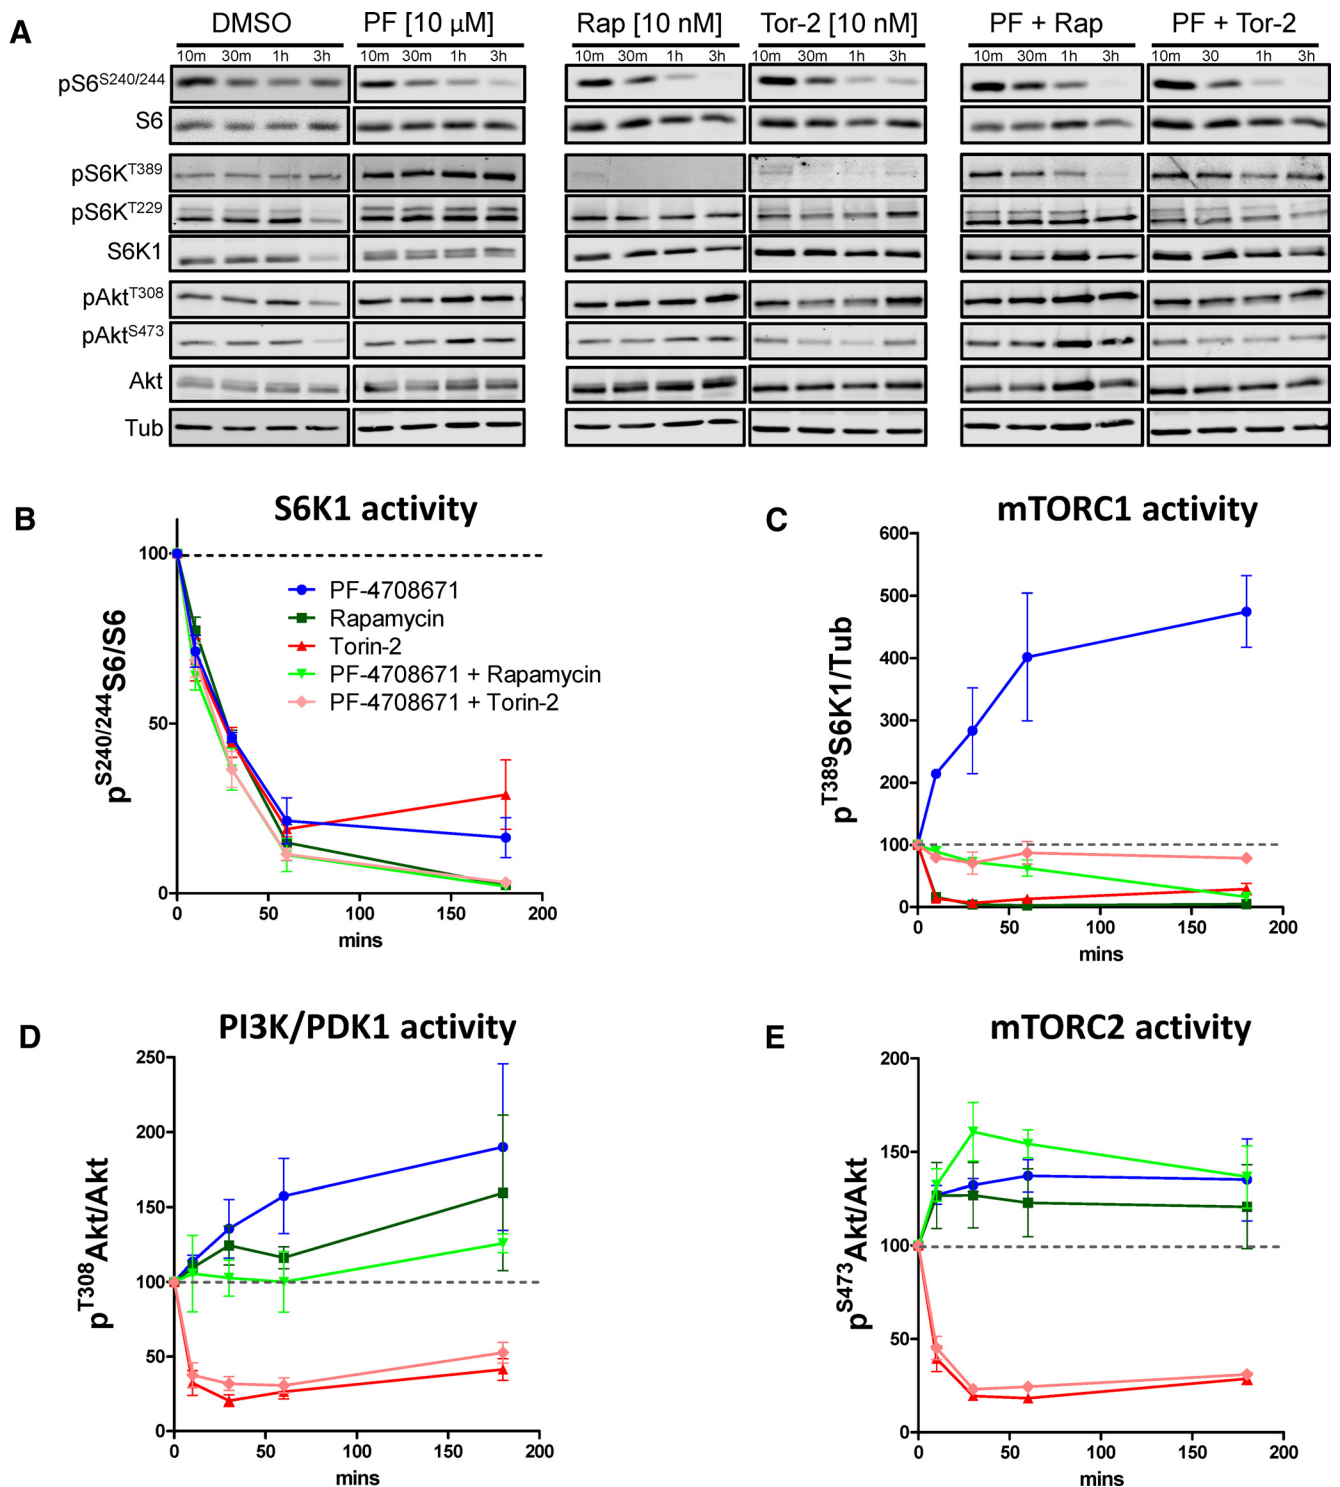 A
DMSO PF [10 µM] Rap [10 nM] Tor-2 [10 nM] PF + Rap PF + Tor-2
10m 30m 1h 3h 10m 30m 1h 3h 10m 30m 1h 3h 10m 30m 1h 3h 10m 30m 1h 3h 10m 30 1h 3h
pS6S240/244
S6
pS6KT389
pS6KT229
S6K1
pAktT308
pAktS473
Akt
Tub
B
S6K1 activity
pS240/244S6/S6
100
50
0
0 50 100 150 200
mins
PF-4708671
Rapamycin
Torin-2
PF-4708671 + Rapamycin
PF-4708671 + Torin-2
C
mTORC1 activity
pT389S6K1/Tub
600
500
400
300
200
100
0
0 50 100 150 200
mins
D
PI3K/PDK1 activity
pT308Akt/Akt
250
200
150
100
50
0
0 50 100 150 200
mins
E
mTORC2 activity
pS473Akt/Akt
200
150
100
50
0
0 50 100 150 200
mins